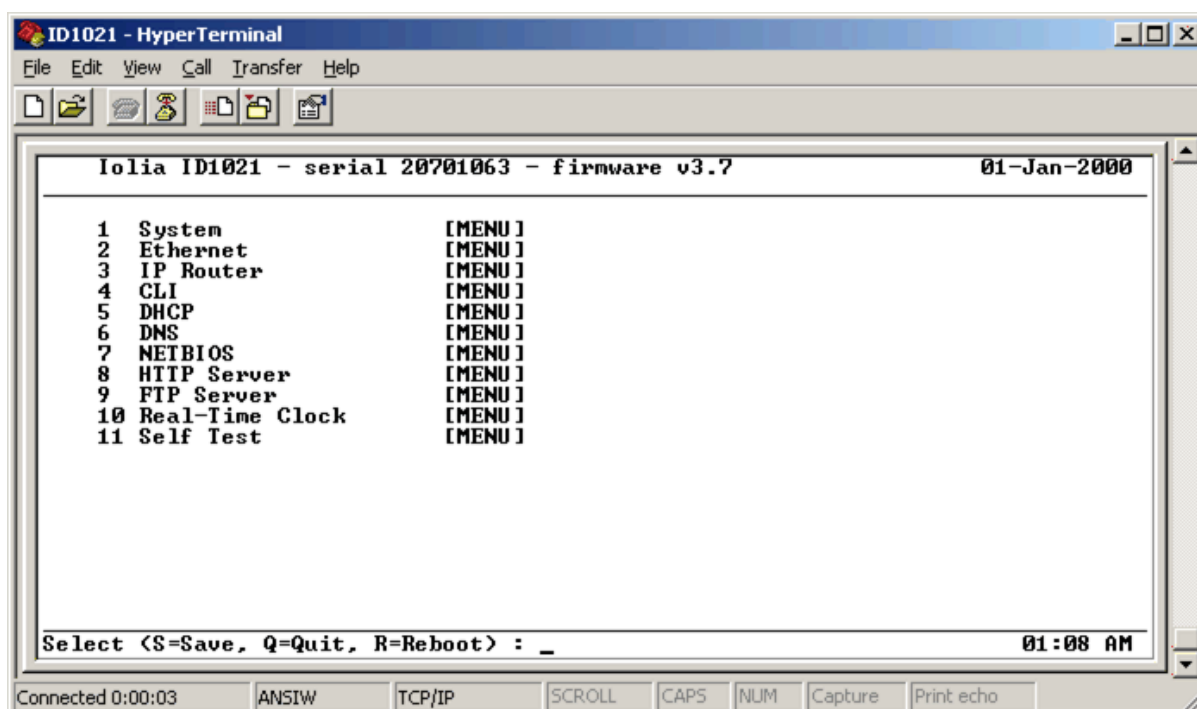 ID1021 - HyperTerminal
File Edit View Call Transfer Help
Iolia ID1021 - serial 20701063 - firmware v3.7 01-Jan-2000
1 System [MENU]
2 Ethernet [MENU]
3 IP Router [MENU]
4 CLI [MENU]
5 DHCP [MENU]
6 DNS [MENU]
7 NETBIOS [MENU]
8 HTTP Server [MENU]
9 FTP Server [MENU]
10 Real-Time Clock [MENU]
11 Self Test [MENU]
Select (S=Save, Q=Quit, R=Reboot) : _ 01:08 AM
Connected 0:00:03 ANSIW TCP/IP SCROLL CAPS NUM Capture Print echo